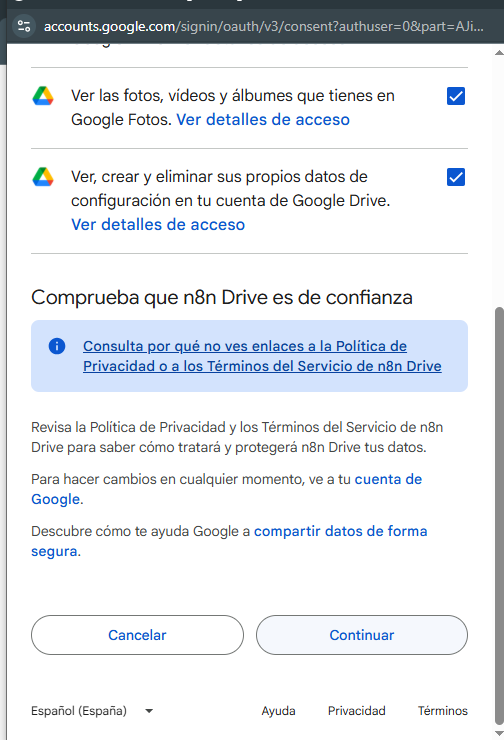 accounts.google.com/signin/oauth/v3/consent?authuser=0&part=AJi...
Ver las fotos, vídeos y álbumes que tienes en
Google Fotos. Ver detalles de acceso
Ver, crear y eliminar sus propios datos de
configuración en tu cuenta de Google Drive.
Ver detalles de acceso
Comprueba que n8n Drive es de confianza
Consulta por qué no ves enlaces a la Política de
Privacidad o a los Términos del Servicio de n8n Drive
Revisa la Política de Privacidad y los Términos del Servicio de n8n
Drive para saber cómo tratará y protegerá n8n Drive tus datos.
Para hacer cambios en cualquier momento, ve a tu cuenta de
Google.
Descubre cómo te ayuda Google a compartir datos de forma
segura.
Cancelar Continuar
Español (España) Ayuda Privacidad Términos